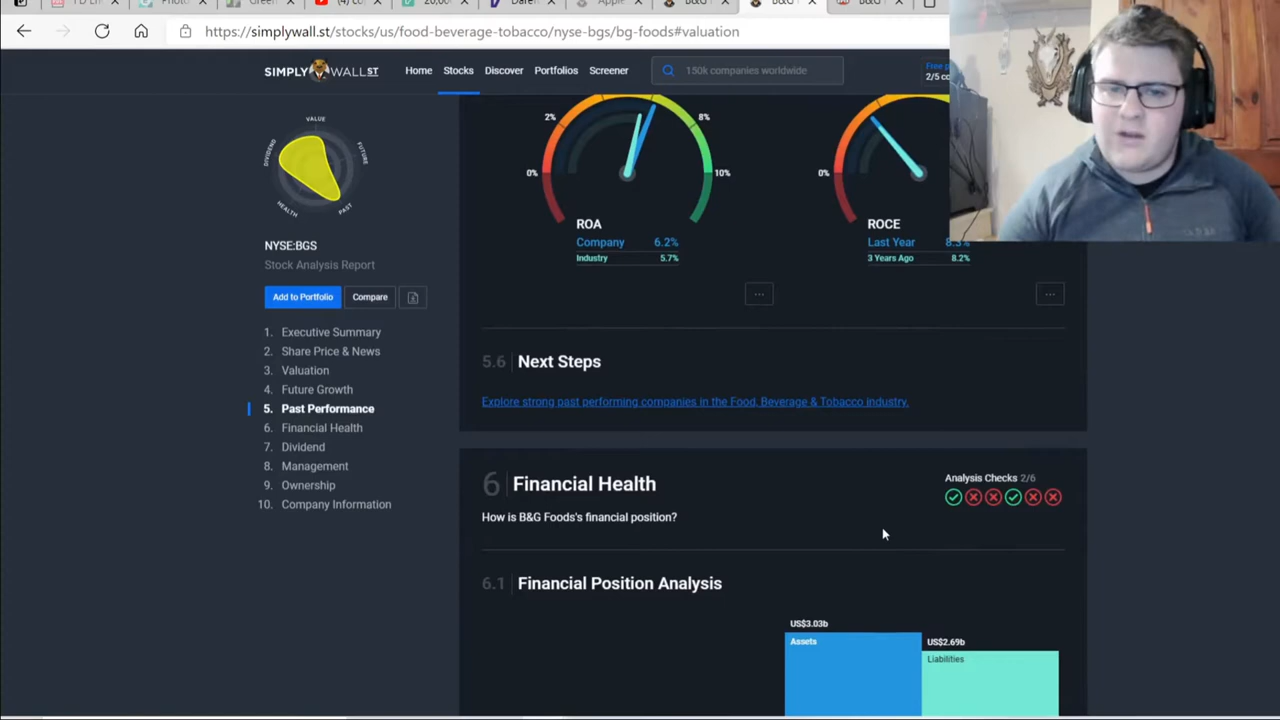 https://simplywall.st/stocks/us/food-beverage-tobacco/nyse-bgs/bg-foods#valuation
SIMPLY WALL ST
Home
Stocks
Discover
Portfolios
Screener
150k companies worldwide
2/5
VALUE
FUTURE
PAST
HEALTH
DIVIDEND
NYSE:BGS
Stock Analysis Report
Add to Portfolio
Compare
1. Executive Summary
2. Share Price & News
3. Valuation
4. Future Growth
5. Past Performance
6. Financial Health
7. Dividend
8. Management
9. Ownership
10. Company Information
2%
8%
0%
10%
ROA
Company 6.2%
Industry 5.7%
0%
ROCE
Last Year 8.3%
3 Years Ago 8.2%
5.6 Next Steps
Explore strong past performing companies in the Food, Beverage & Tobacco industry.
6 Financial Health
Analysis Checks 2/6
How is B&G Foods's financial position?
6.1 Financial Position Analysis
US$3.03b
Assets
US$2.69b
Liabilities